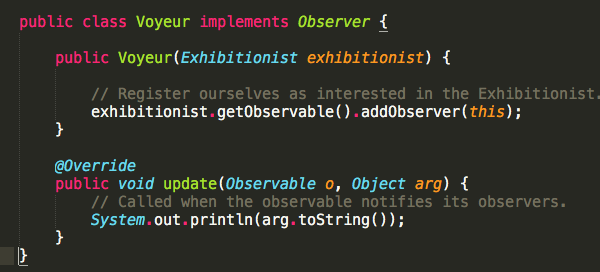 public class Voyeur implements Observer {
public Voyeur(Exhibitionist exhibitionist) {
// Register ourselves as interested in the Exhibitionist.
exhibitionist.getObservable().addObserver(this);
}
@Override
public void update(Observable o, Object arg) {
// Called when the observable notifies its observers.
System.out.println(arg.toString());
}
}